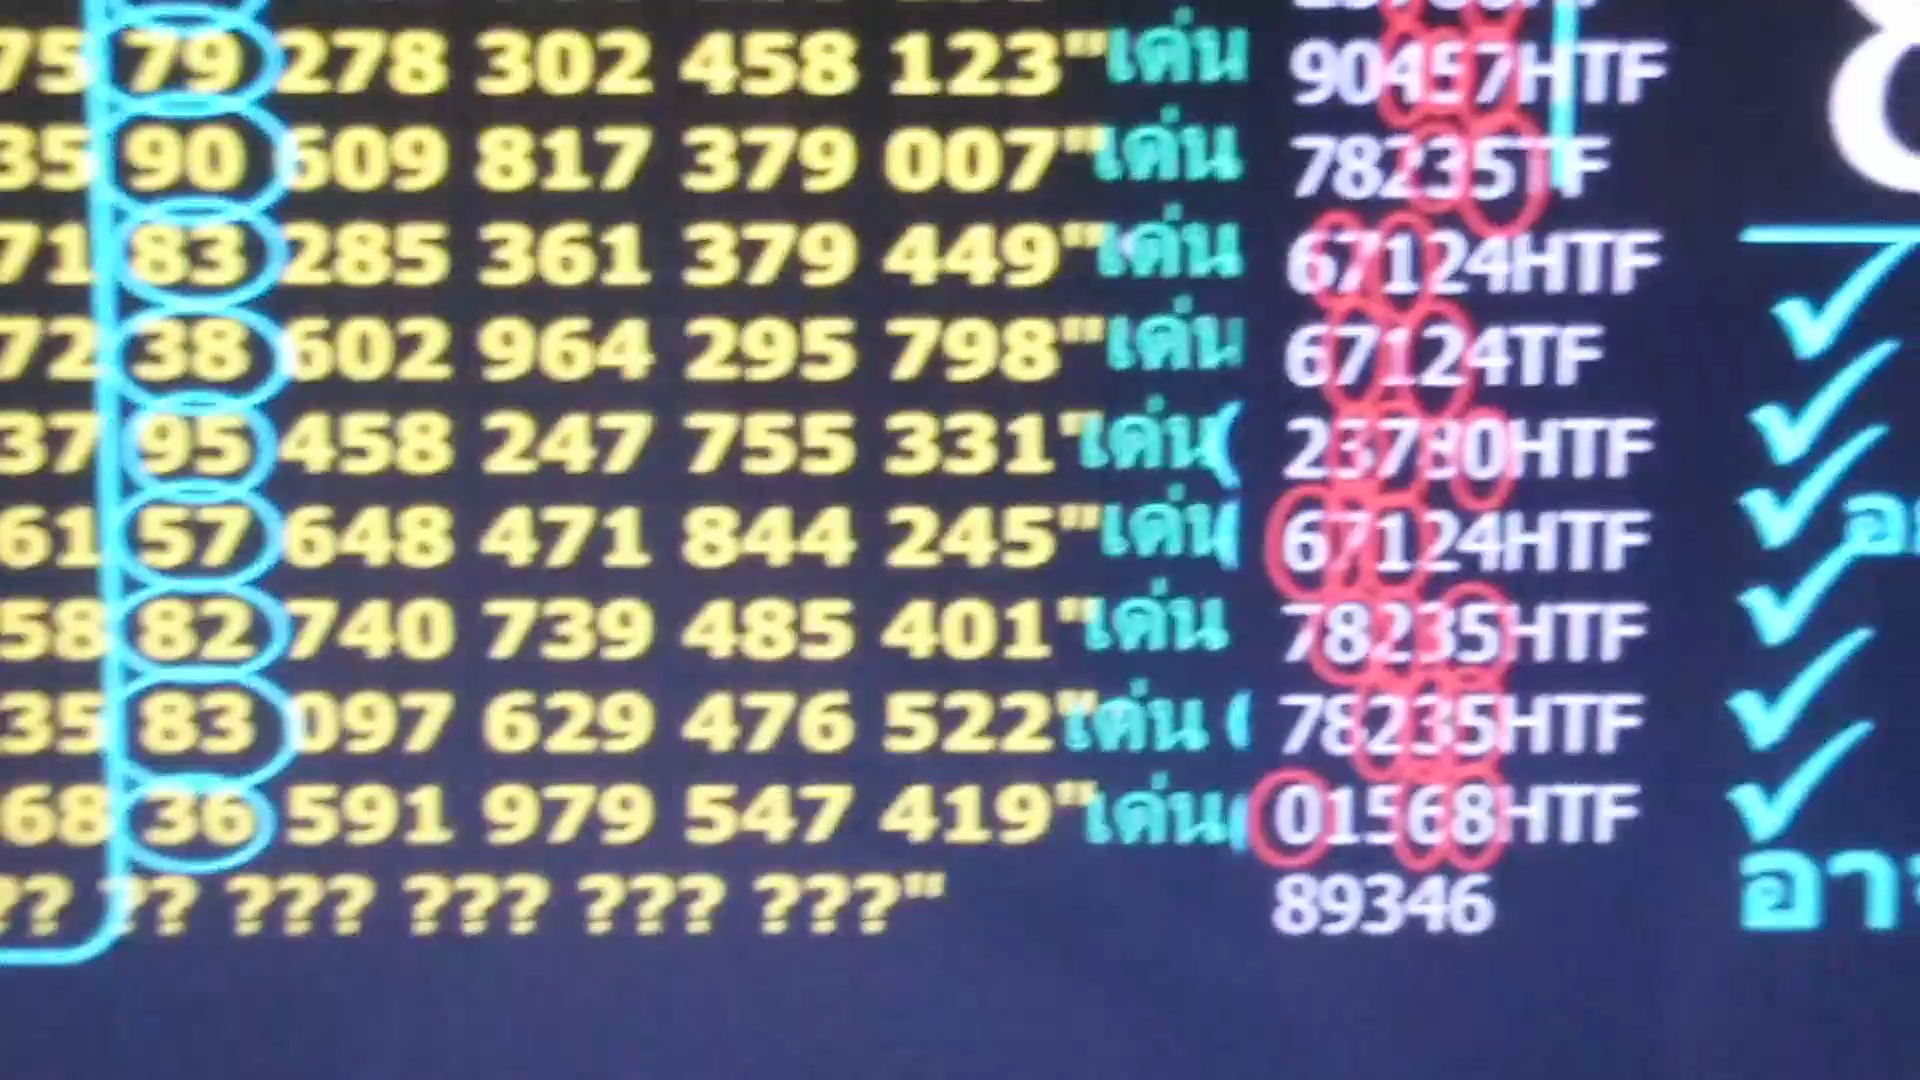 75 79 278 302 458 123"เด่น 90457HTF
35 90 609 817 379 007"เด่น 78235TF
71 83 285 361 379 449"เด่น 67124HTF
72 38 602 964 295 798"เด่น 67124TF
37 95 458 247 755 331"เด่น( 23780HTF
61 57 648 471 844 245"เด่น( 67124HTF
58 82 740 739 485 401"เด่น 78235HTF
35 83 097 629 476 522"เด่น ( 78235HTF
68 36 591 979 547 419"เด่น( 01568HTF
?? ?? ??? ??? ??? ???" 89346